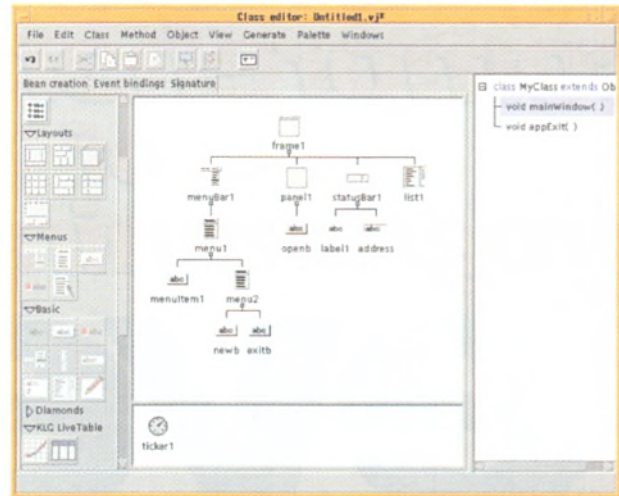 Class editor: Untitled1.vj*
File Edit Class Method Object View Generate Palette Windows
Bean creation Event bindings Signature
Layouts
Menus
Basic
Diamonds
KLG LiveTable
frame1
menuBar1 panel1 statusBar1 list1
menu1 openb label1 address
menuItem1 menu2
newb exitb
ticker1
class MyClass extends Ob
void mainWindow( )
void appExit( )